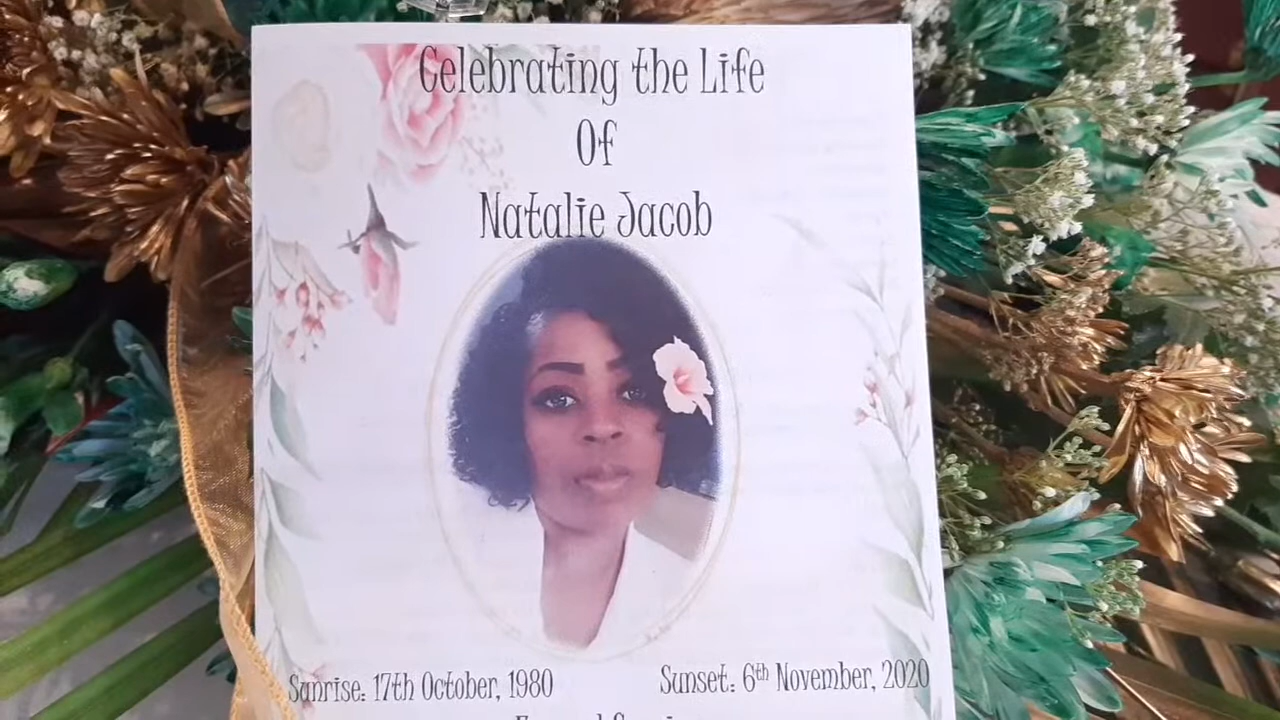 Celebrating the Life
Of
Natalie Jacob
Sunrise: 17th October, 1980
Sunset: 6th November, 2020